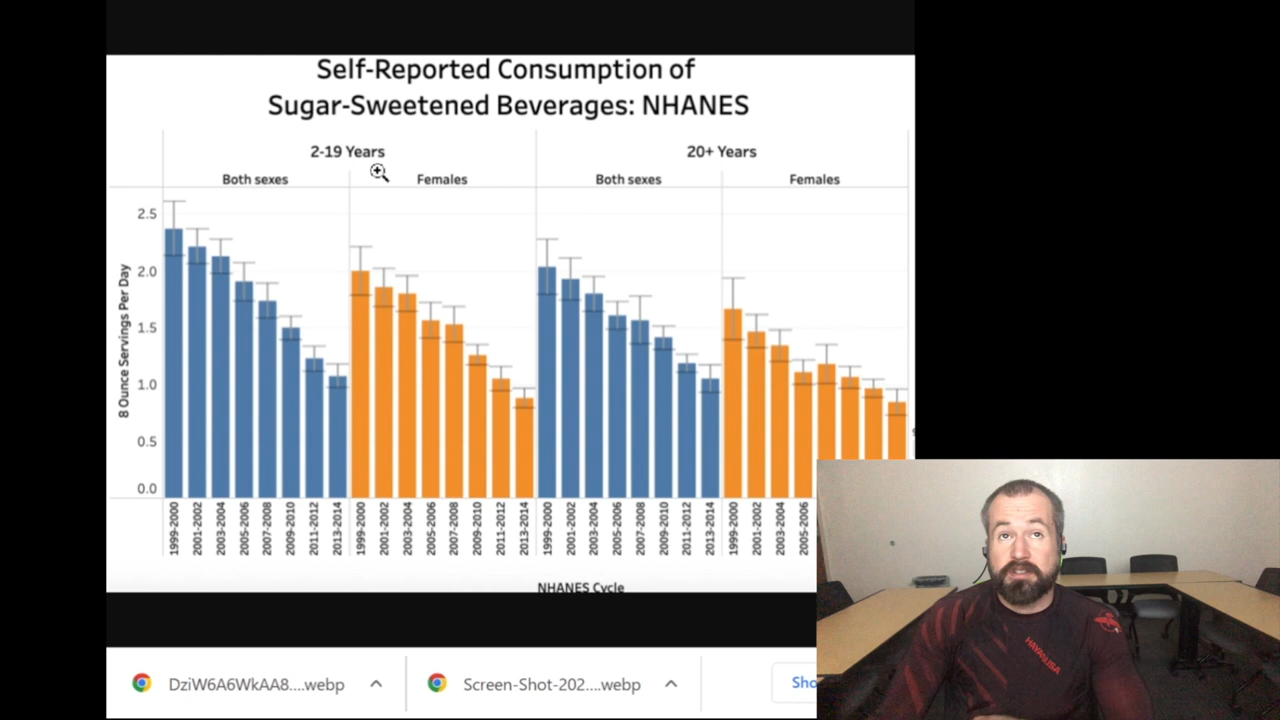 Self-Reported Consumption of
Sugar-Sweetened Beverages: NHANES
2-19 Years
20+ Years
Both sexes
Females
Both sexes
Females
8 Ounce Servings Per Day
2.5
2.0
1.5
1.0
0.5
0.0
1999-2000
2001-2002
2003-2004
2005-2006
2007-2008
2009-2010
2011-2012
2013-2014
1999-2000
2001-2002
2003-2004
2005-2006
2007-2008
2009-2010
2011-2012
2013-2014
1999-2000
2001-2002
2003-2004
2005-2006
2007-2008
2009-2010
2011-2012
2013-2014
1999-2000
2001-2002
2003-2004
2005-2006
NHANES Cycle
DziW6A6WkAA8....webp
Screen-Shot-202....webp
Sho
HAYABUSA